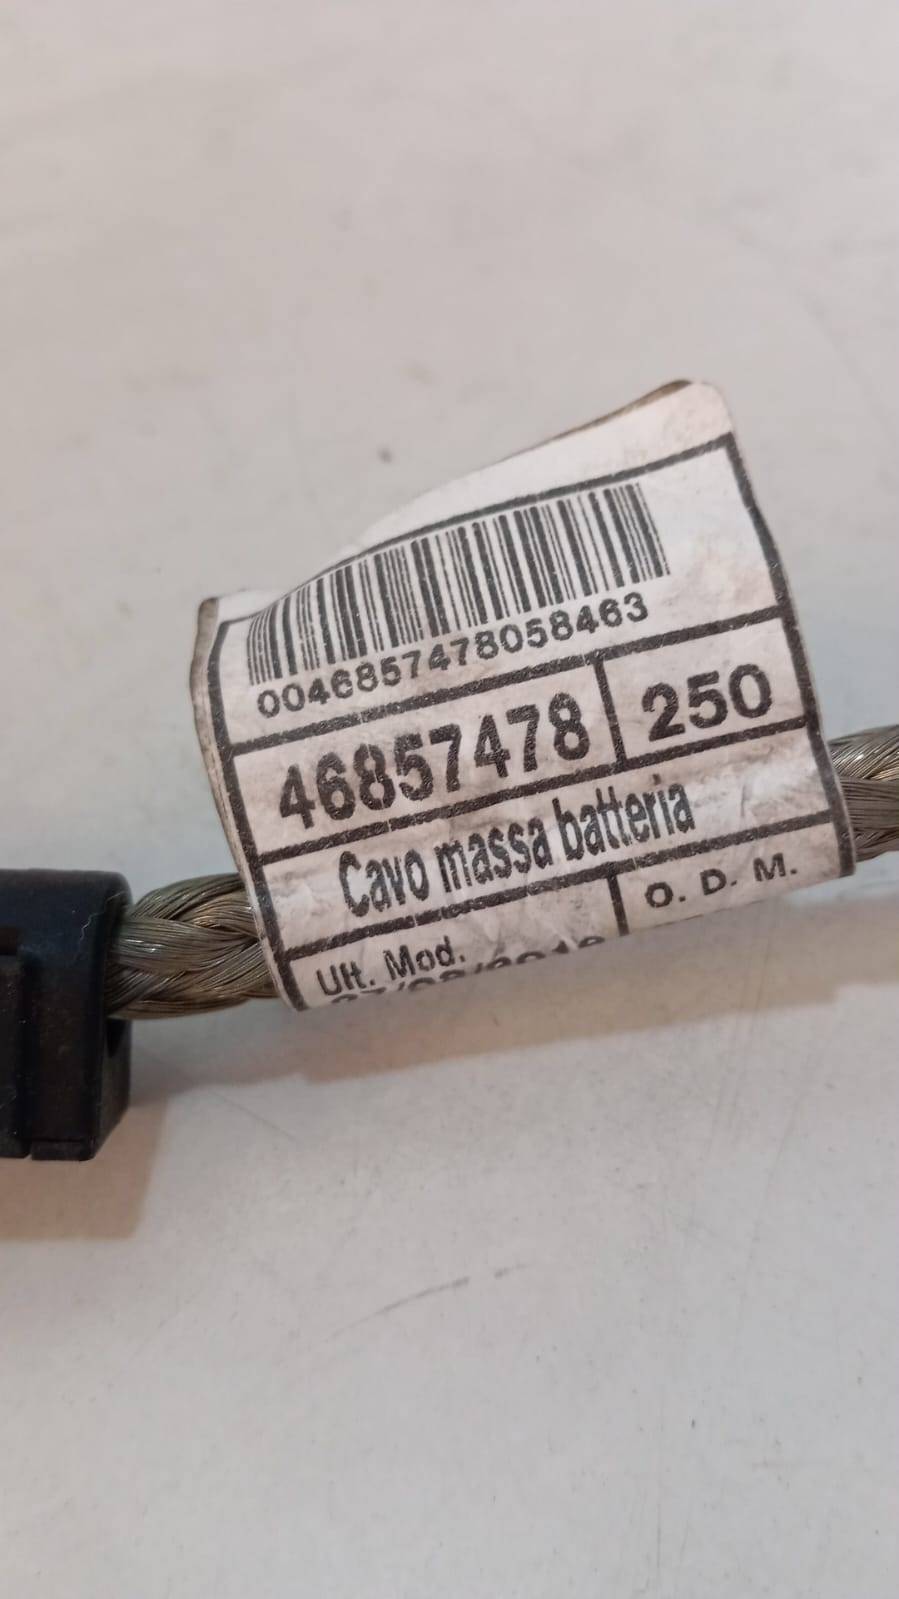 0046857478058463
46857478 250
Cavo massa batteria
Ult. Mod. O. D. M.